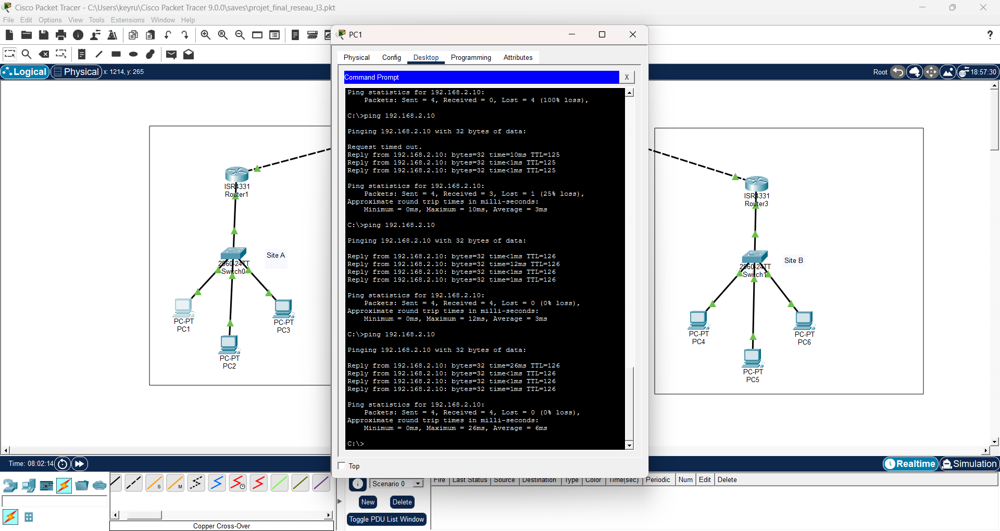 Cisco Packet Tracer - C:\Users\keyru\Cisco Packet Tracer 9.0.0\saves\projet_final_reseau_l3.pkt
File Edit Options View Tools Extensions Window Help
PC1
Physical Config Desktop Programming Attributes
Logical Physical x: 1214, y: 265
Root 18:57:30
Command Prompt X
Ping statistics for 192.168.2.10:
Packets: Sent = 4, Received = 0, Lost = 4 (100% loss),
C:\>ping 192.168.2.10
Pinging 192.168.2.10 with 32 bytes of data:
Request timed out.
Reply from 192.168.2.10: bytes=32 time=10ms TTL=125
Reply from 192.168.2.10: bytes=32 time<1ms TTL=125
Reply from 192.168.2.10: bytes=32 time<1ms TTL=125
Ping statistics for 192.168.2.10:
Packets: Sent = 4, Received = 3, Lost = 1 (25% loss),
Approximate round trip times in milli-seconds:
Minimum = 0ms, Maximum = 10ms, Average = 3ms
C:\>ping 192.168.2.10
Pinging 192.168.2.10 with 32 bytes of data:
Reply from 192.168.2.10: bytes=32 time<1ms TTL=126
Reply from 192.168.2.10: bytes=32 time=12ms TTL=126
Reply from 192.168.2.10: bytes=32 time<1ms TTL=126
Reply from 192.168.2.10: bytes=32 time=1ms TTL=126
Ping statistics for 192.168.2.10:
Packets: Sent = 4, Received = 4, Lost = 0 (0% loss),
Approximate round trip times in milli-seconds:
Minimum = 0ms, Maximum = 12ms, Average = 3ms
C:\>ping 192.168.2.10
Pinging 192.168.2.10 with 32 bytes of data:
Reply from 192.168.2.10: bytes=32 time=26ms TTL=126
Reply from 192.168.2.10: bytes=32 time<1ms TTL=126
Reply from 192.168.2.10: bytes=32 time<1ms TTL=126
Reply from 192.168.2.10: bytes=32 time=1ms TTL=126
Ping statistics for 192.168.2.10:
Packets: Sent = 4, Received = 4, Lost = 0 (0% loss),
Approximate round trip times in milli-seconds:
Minimum = 0ms, Maximum = 26ms, Average = 6ms
C:\>
Top
ISR4331
Router1
2960-24TT
Switch0
Site A
PC-PT
PC1
PC-PT
PC2
PC-PT
PC3
ISR4331
Router3
2960-24TT
Switch1
Site B
PC-PT
PC4
PC-PT
PC5
PC-PT
PC6
Time: 08:02:14
Realtime Simulation
S M
Copper Cross-Over
Scenario 0
New Delete
Toggle PDU List Window
Fire Last Status Source Destination Type Color Time(sec) Periodic Num Edit Delete